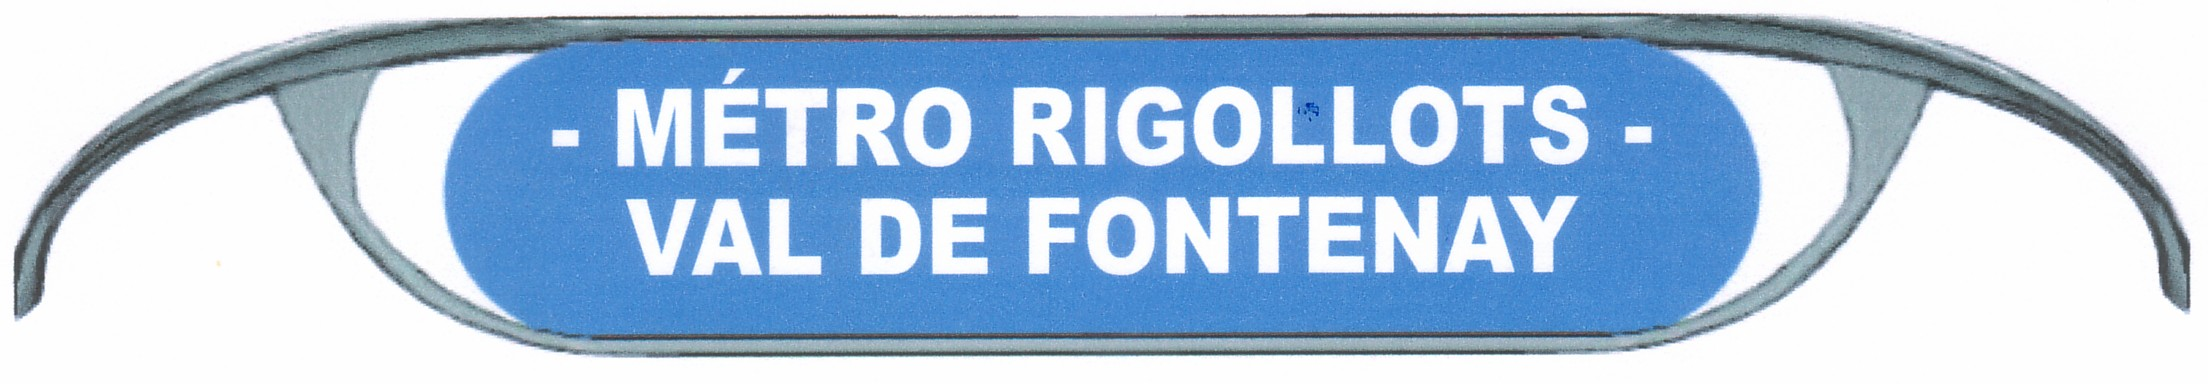 - MÉTRO RIGOLLOTS -
VAL DE FONTENAY